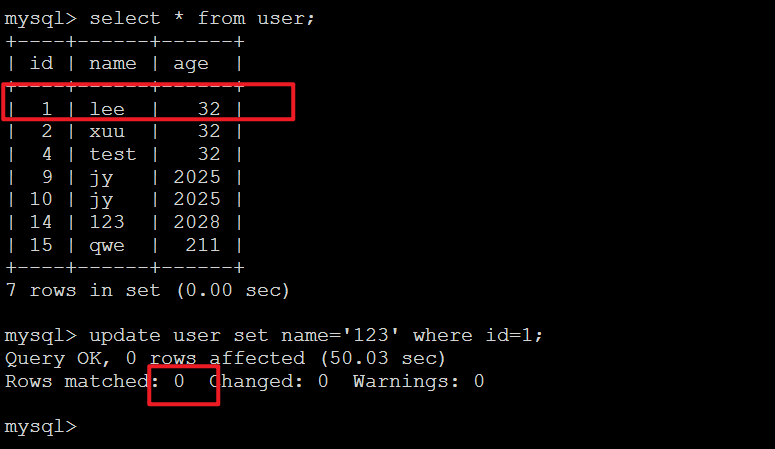 mysql> select * from user;
+----+------+------+
| id | name | age  |
+----+------+------+
|  1 | lee  |   32 |
|  2 | xuu  |   32 |
|  4 | test |   32 |
|  9 | jy   | 2025 |
| 10 | jy   | 2025 |
| 14 | 123  | 2028 |
| 15 | qwe  |  211 |
+----+------+------+
7 rows in set (0.00 sec)

mysql> update user set name='123' where id=1;
Query OK, 0 rows affected (50.03 sec)
Rows matched: 0  Changed: 0  Warnings: 0

mysql>